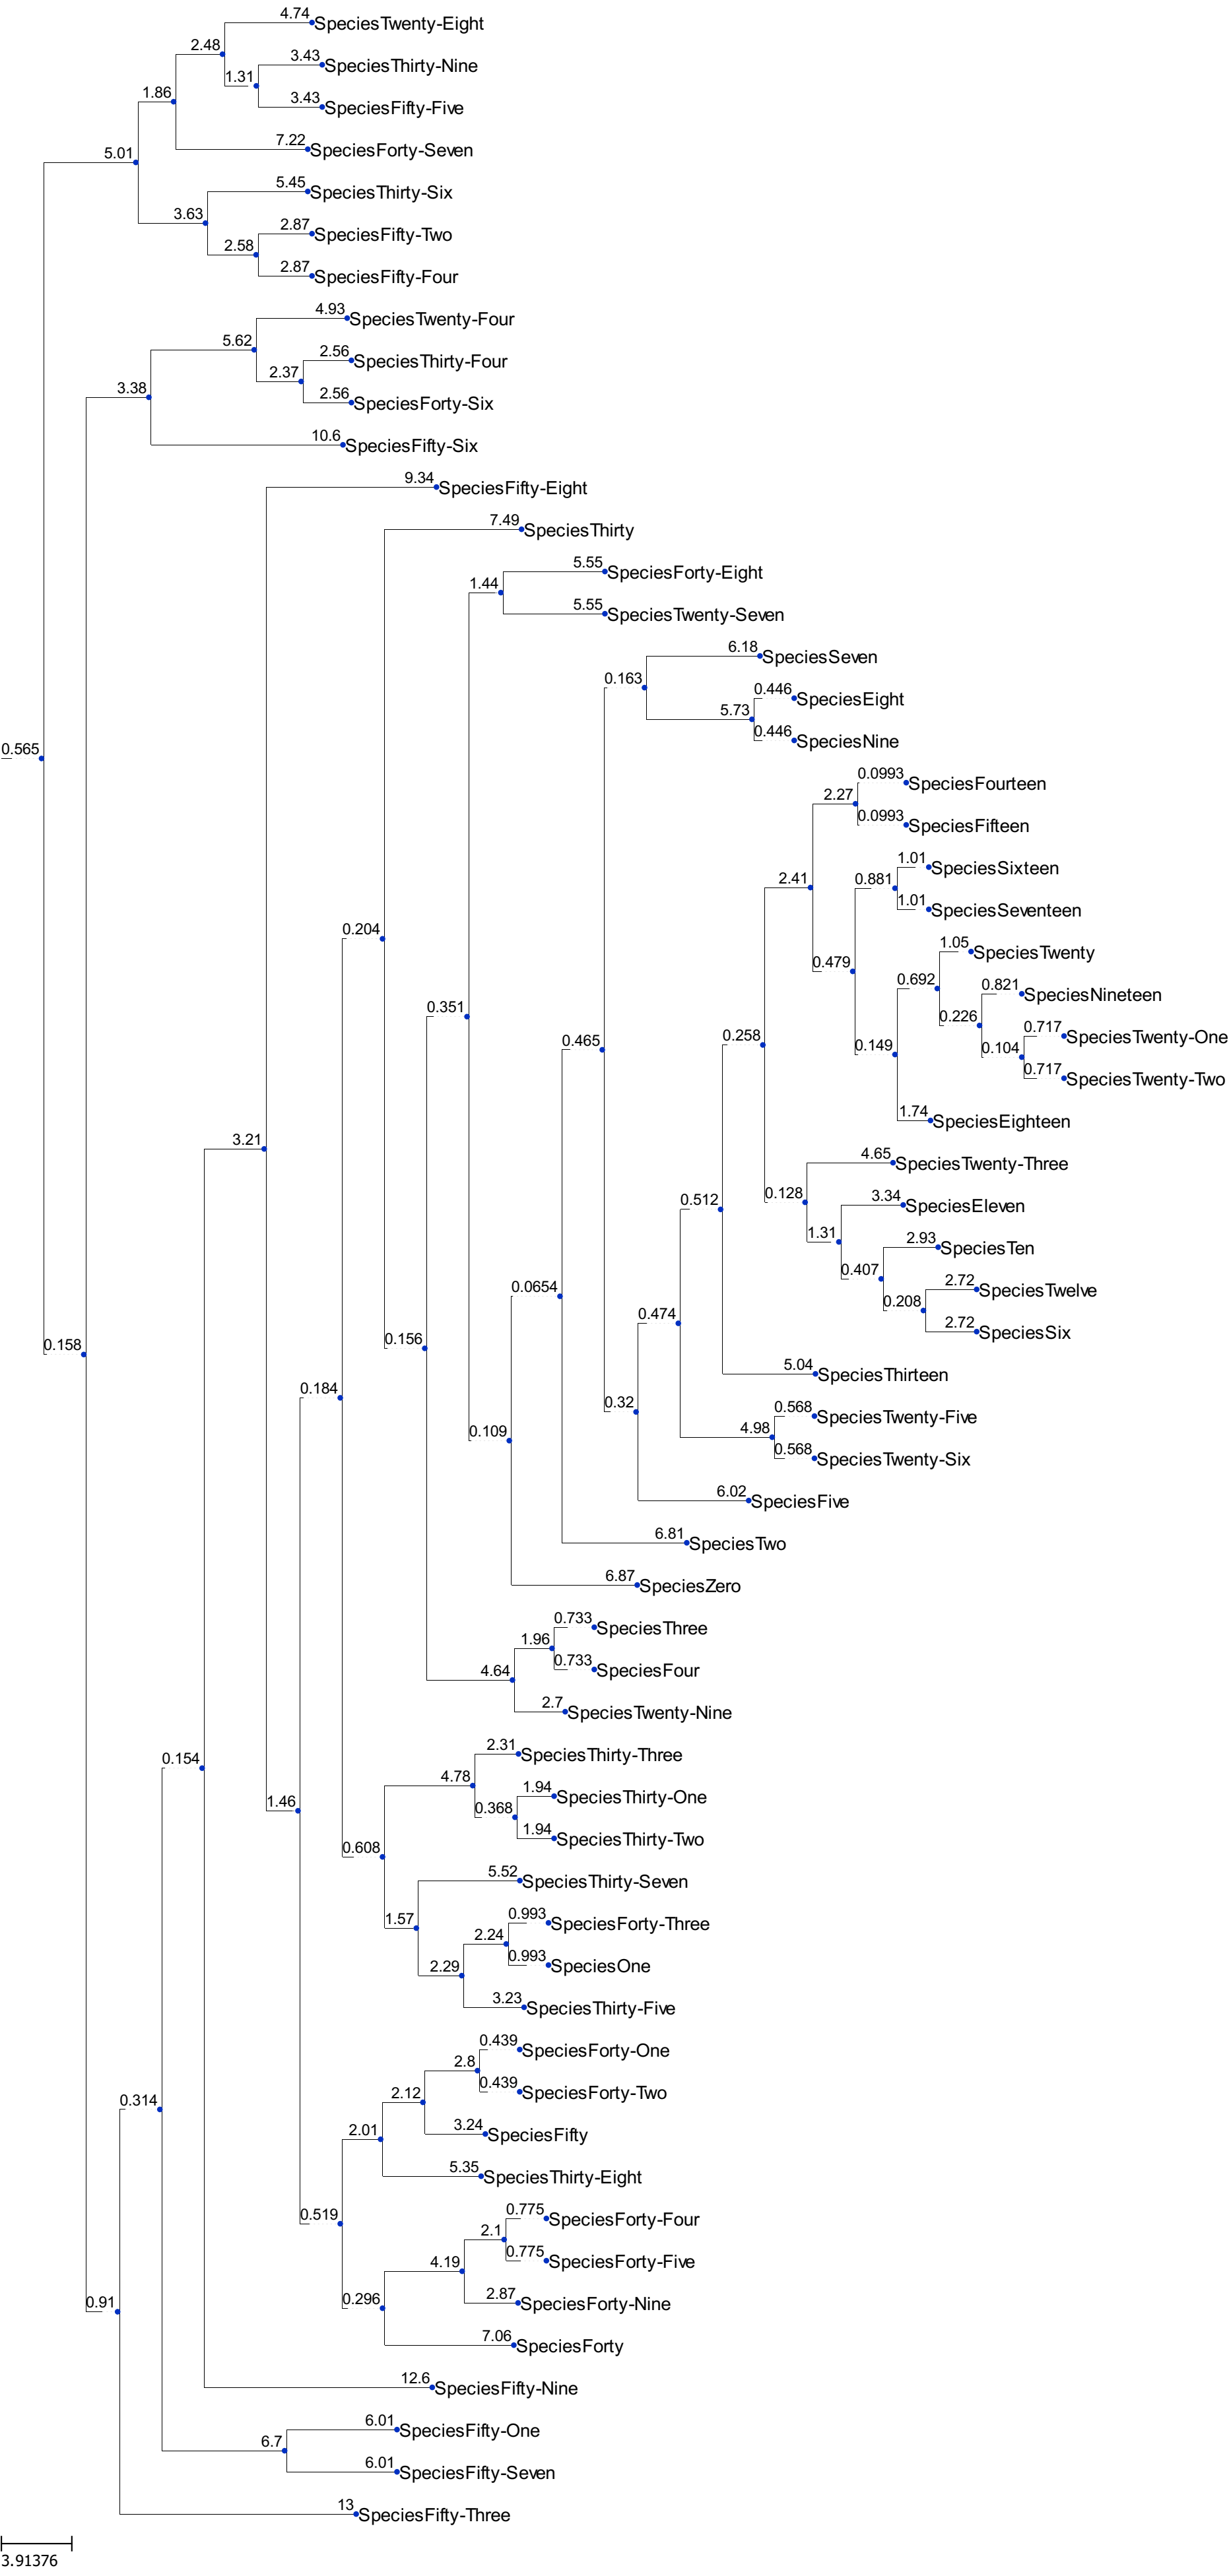 4.74 SpeciesTwenty-Eight
2.48
3.43 SpeciesThirty-Nine
1.31
1.86
3.43 SpeciesFifty-Five
7.22 SpeciesForty-Seven
5.01
5.45 SpeciesThirty-Six
3.63
2.87 SpeciesFifty-Two
2.58
2.87 SpeciesFifty-Four
4.93 SpeciesTwenty-Four
5.62
2.56 SpeciesThirty-Four
2.37
3.38
2.56 SpeciesForty-Six
10.6 SpeciesFifty-Six
9.34 SpeciesFifty-Eight
7.49 SpeciesThirty
5.55 SpeciesForty-Eight
1.44
5.55 SpeciesTwenty-Seven
6.18 SpeciesSeven
0.163
0.446 SpeciesEight
5.73
0.446 SpeciesNine
0.565
0.0993 SpeciesFourteen
2.27
0.0993 SpeciesFifteen
1.01 SpeciesSixteen
2.41
0.881
1.01 SpeciesSeventeen
0.204
1.05 SpeciesTwenty
0.479
0.692
0.821 SpeciesNineteen
0.351
0.226
0.717 SpeciesTwenty-One
0.258
0.465
0.149
0.104
0.717 SpeciesTwenty-Two
1.74 SpeciesEighteen
3.21
4.65 SpeciesTwenty-Three
0.128
0.512
3.34 SpeciesEleven
1.31
2.93 SpeciesTen
0.407
0.0654
2.72 SpeciesTwelve
0.208
0.474
2.72 SpeciesSix
0.156
0.158
5.04 SpeciesThirteen
0.184
0.32
0.568 SpeciesTwenty-Five
4.98
0.109
0.568 SpeciesTwenty-Six
6.02 SpeciesFive
6.81 SpeciesTwo
6.87 SpeciesZero
0.733 SpeciesThree
1.96
0.733 SpeciesFour
4.64
2.7 SpeciesTwenty-Nine
2.31 SpeciesThirty-Three
0.154
4.78
1.94 SpeciesThirty-One
1.46
0.368
1.94 SpeciesThirty-Two
0.608
5.52 SpeciesThirty-Seven
1.57
0.993 SpeciesForty-Three
2.24
0.993 SpeciesOne
2.29
3.23 SpeciesThirty-Five
0.439 SpeciesForty-One
2.8
0.439 SpeciesForty-Two
2.12
0.314
3.24 SpeciesFifty
2.01
5.35 SpeciesThirty-Eight
0.519
0.775 SpeciesForty-Four
2.1
0.775 SpeciesForty-Five
4.19
2.87 SpeciesForty-Nine
0.296
0.91
7.06 SpeciesForty
12.6 SpeciesFifty-Nine
6.01 SpeciesFifty-One
6.7
6.01 SpeciesFifty-Seven
13 SpeciesFifty-Three
3.91376